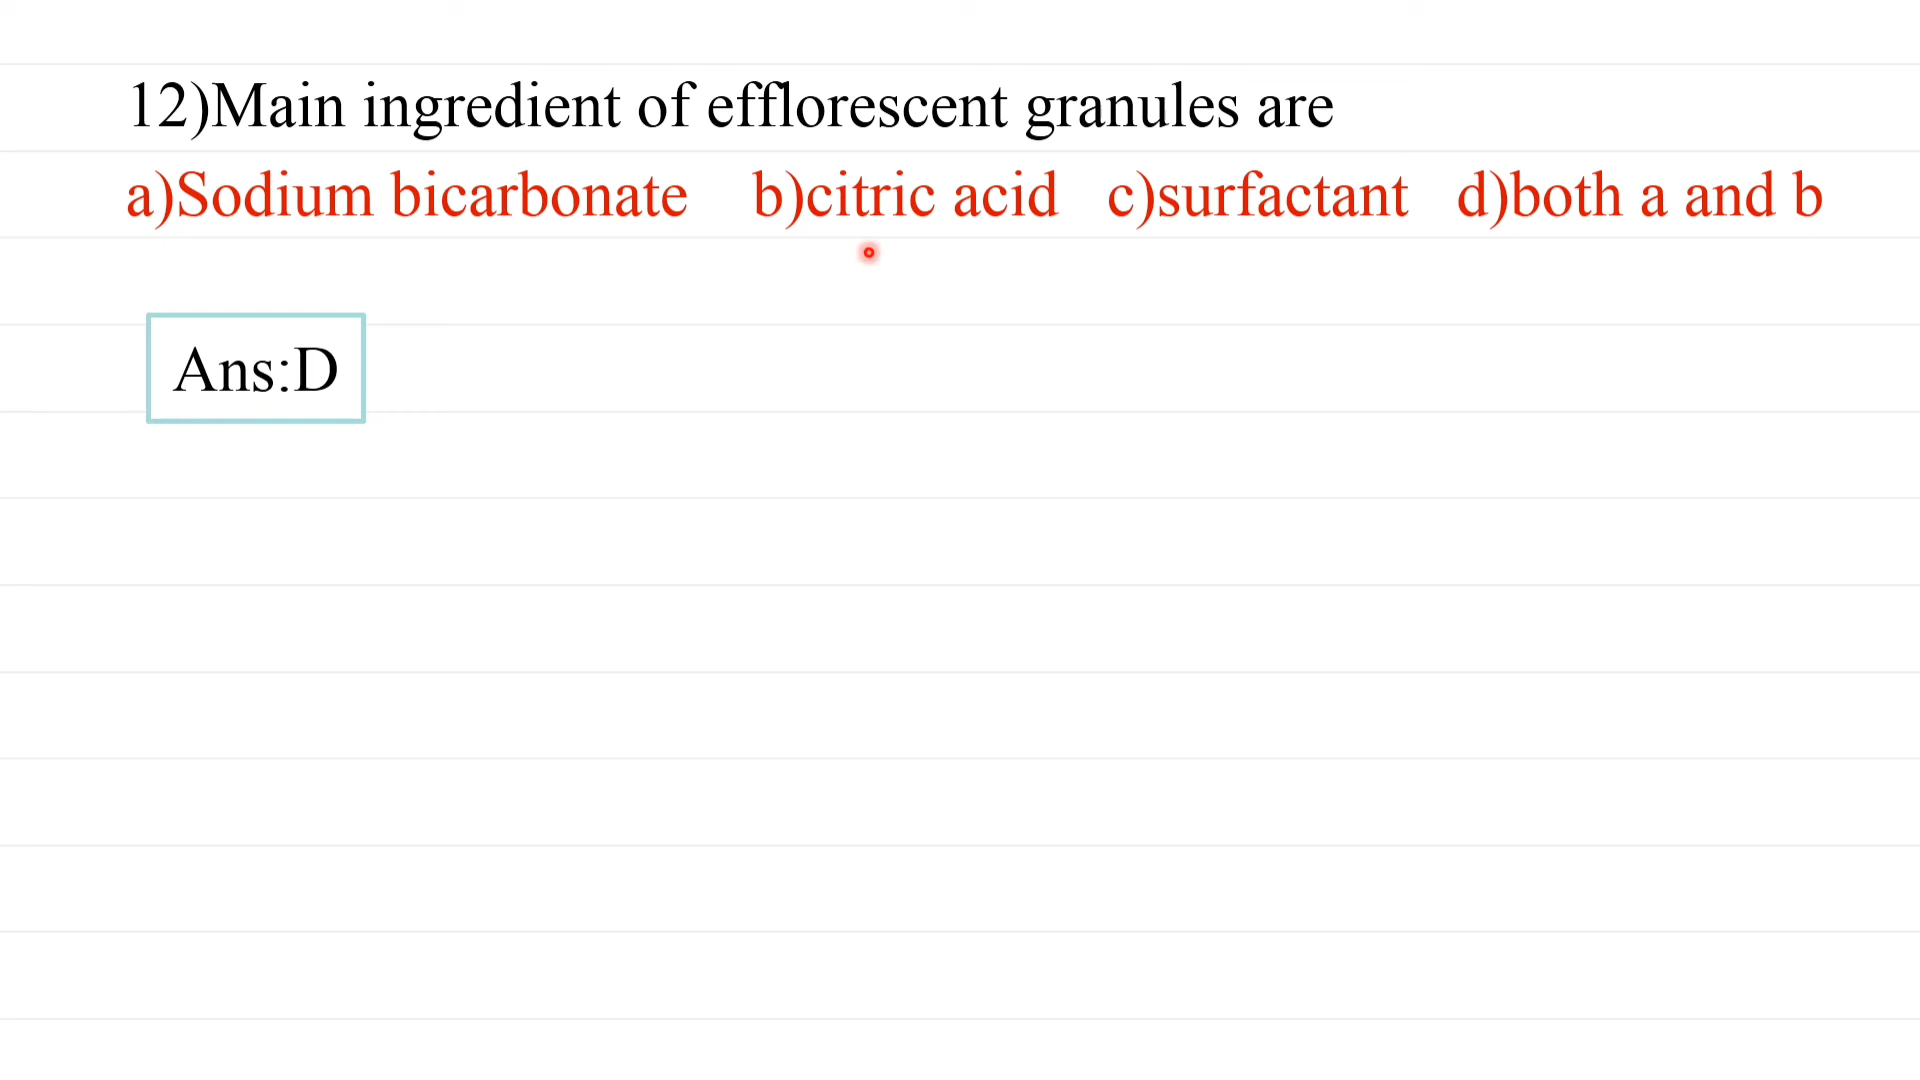 12)Main ingredient of efflorescent granules are
a)Sodium bicarbonate b)citric acid c)surfactant d)both a and b
Ans:D